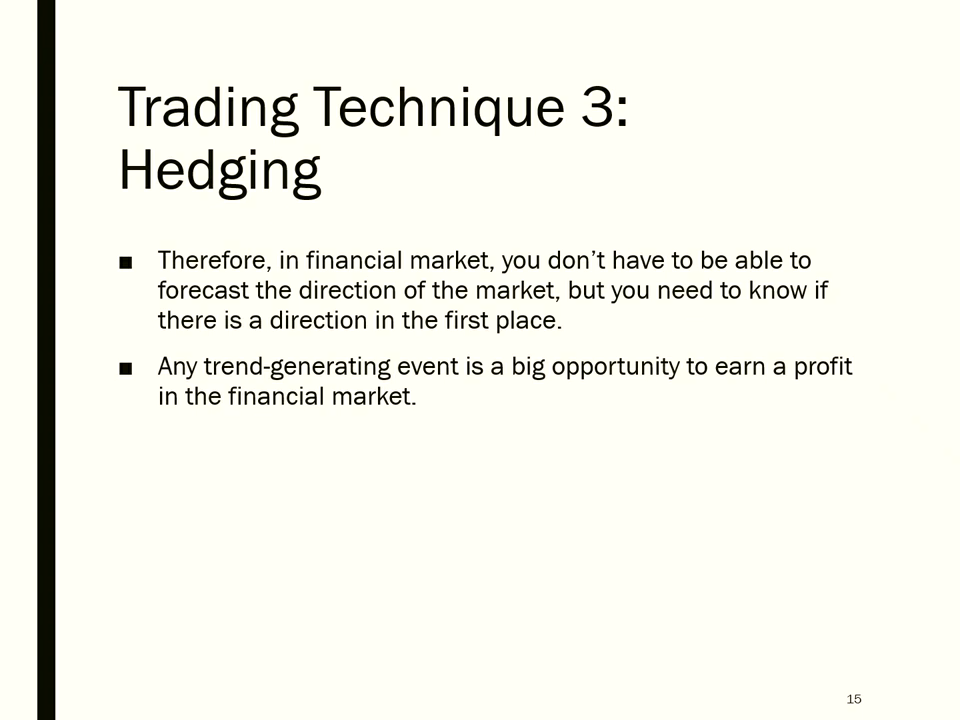 Trading Technique 3:
Hedging
■ Therefore, in financial market, you don’t have to be able to
forecast the direction of the market, but you need to know if
there is a direction in the first place.
■ Any trend-generating event is a big opportunity to earn a profit
in the financial market.
15